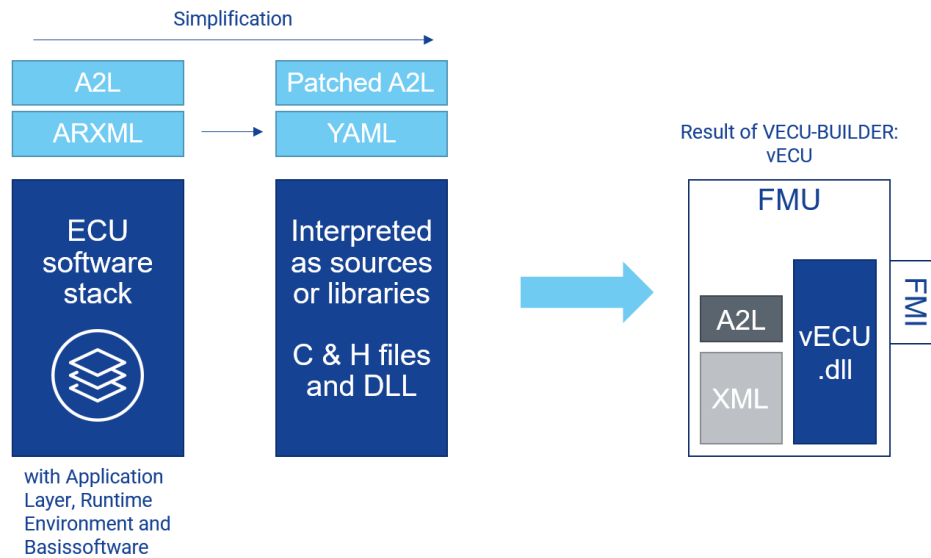 Simplification
A2L
Patched A2L
ARXML
YAML
ECU
software
stack
with Application
Layer, Runtime
Environment and
Basissoftware
Interpreted
as sources
or libraries
C & H files
and DLL
Result of VECU-BUILDER:
vECU
FMU
A2L
XML
vECU
.dll
FMI